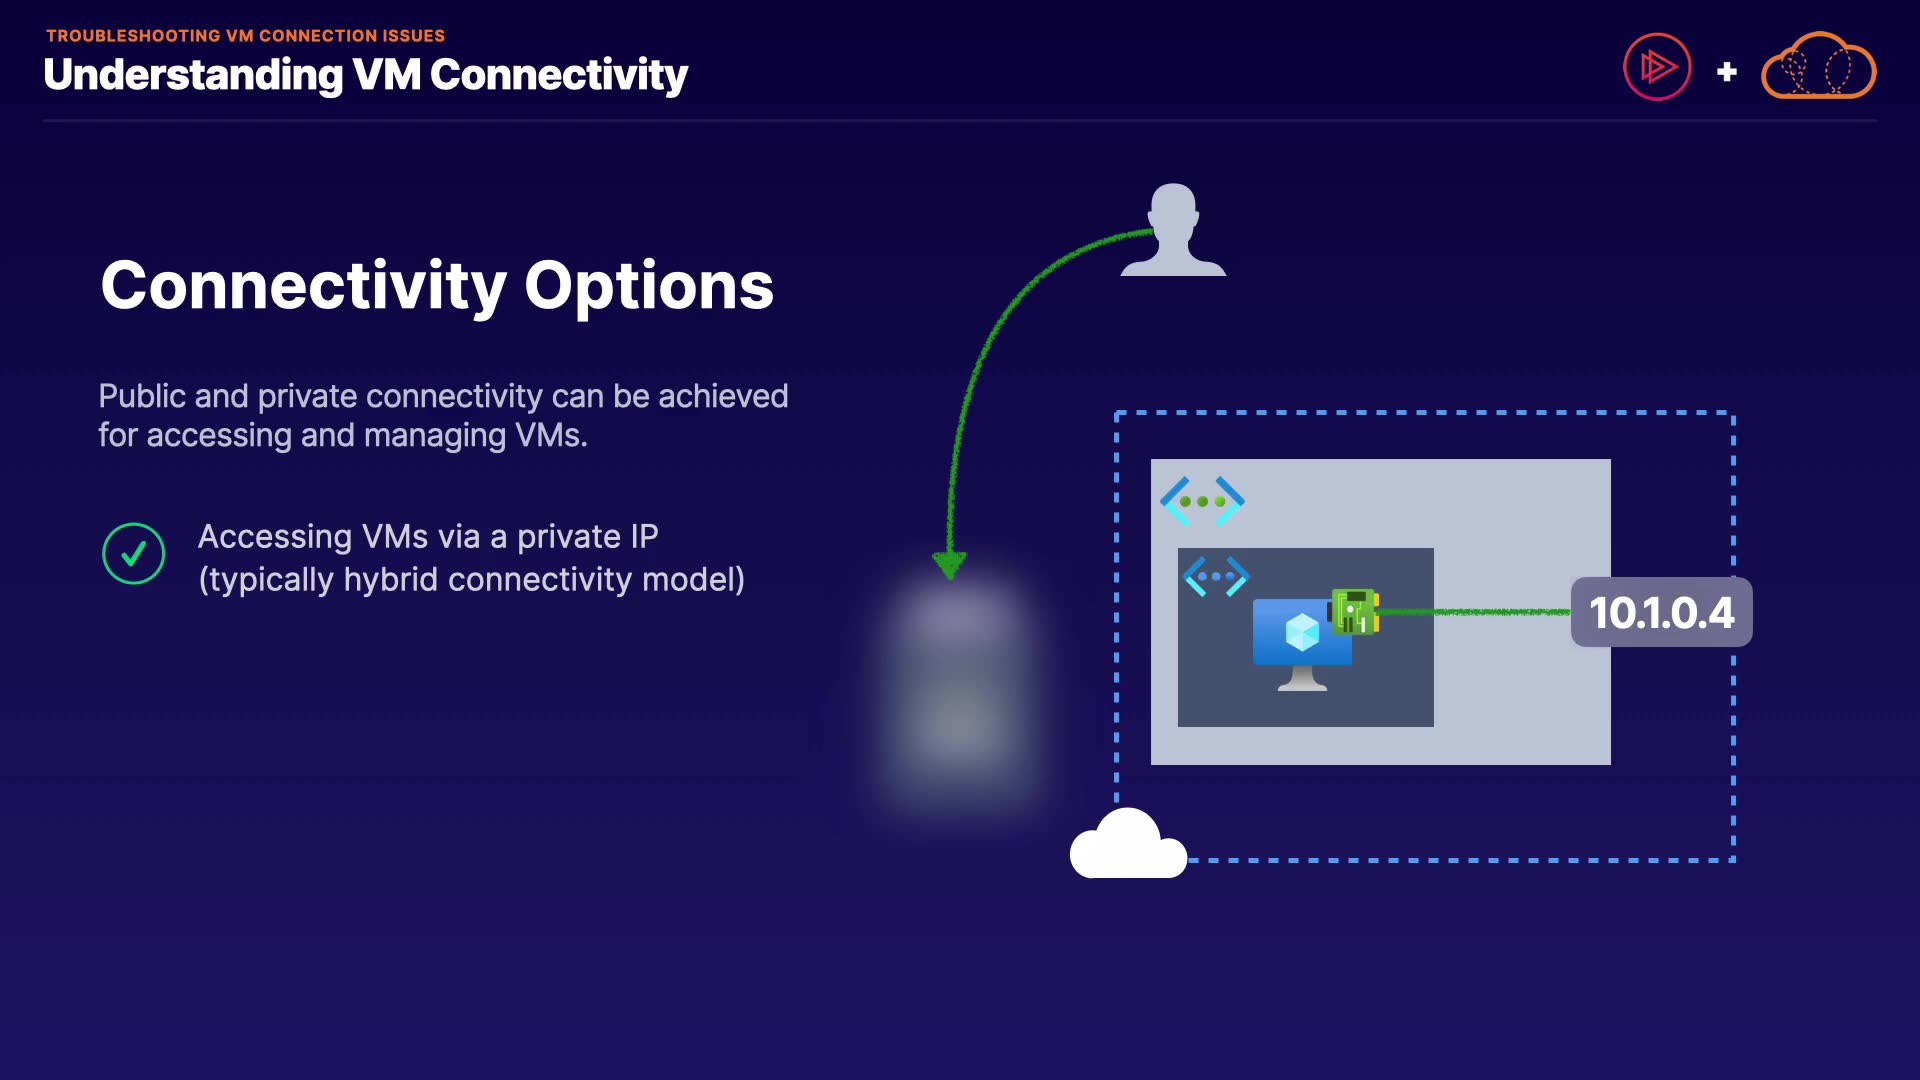 TROUBLESHOOTING VM CONNECTION ISSUES
Understanding VM Connectivity
Connectivity Options
Public and private connectivity can be achieved
for accessing and managing VMs.
Accessing VMs via a private IP
(typically hybrid connectivity model)
10.1.0.4